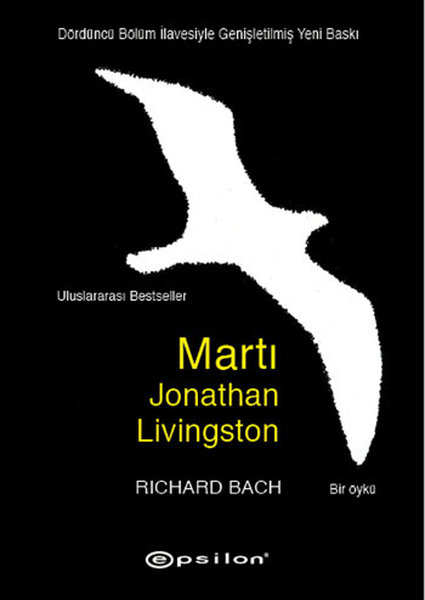 Dördüncü Bölüm İlavesiyle Genişletilmiş Yeni Baskı
Uluslararası Bestseller
Martı
Jonathan
Livingston
RICHARD BACH
Bir öykü
epsilon®